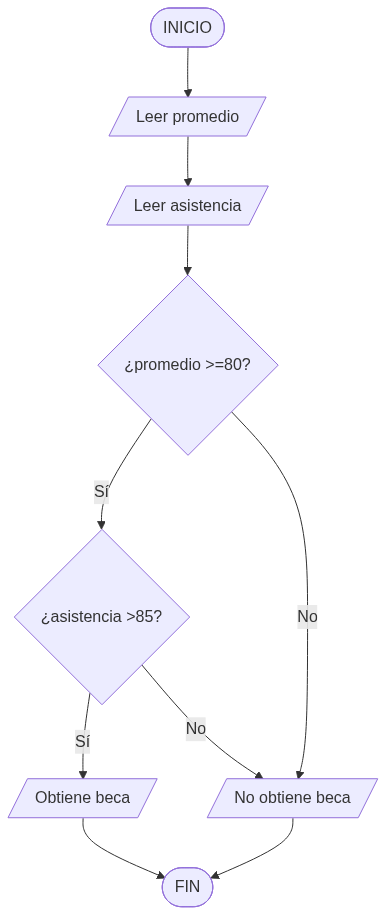 INICIO
Leer promedio
Leer asistencia
¿promedio >=80?
Sí
¿asistencia >85?
No
Sí
No
Obtiene beca
No obtiene beca
FIN